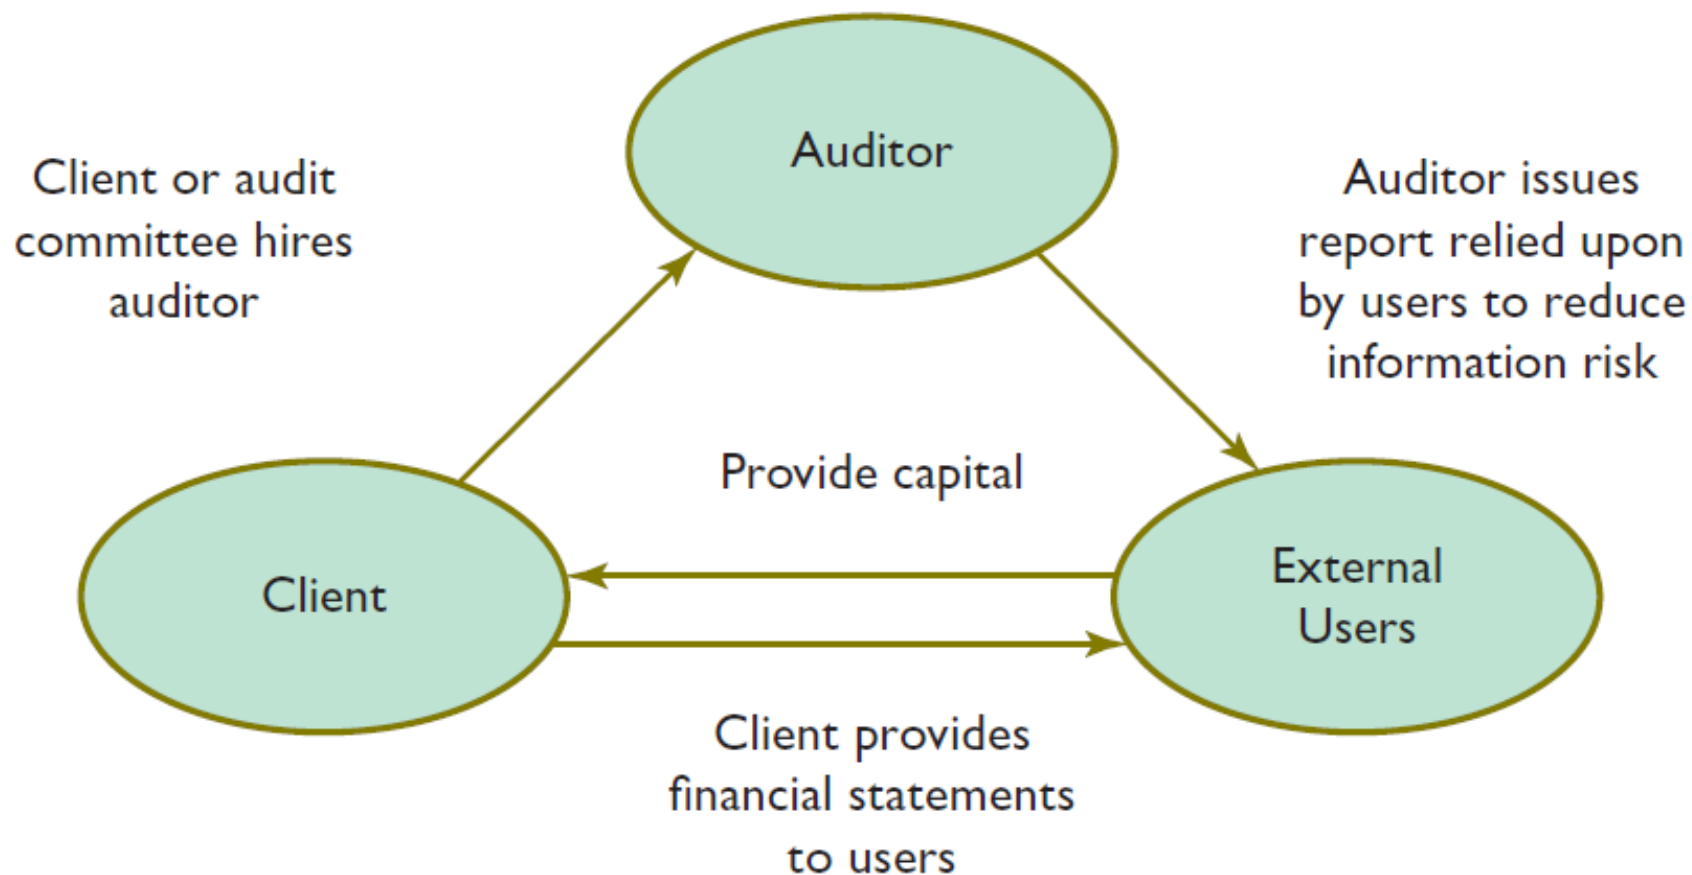 Auditor
Client or audit
committee hires
auditor
Auditor issues
report relied upon
by users to reduce
information risk
Provide capital
Client
External
Users
Client provides
financial statements
to users